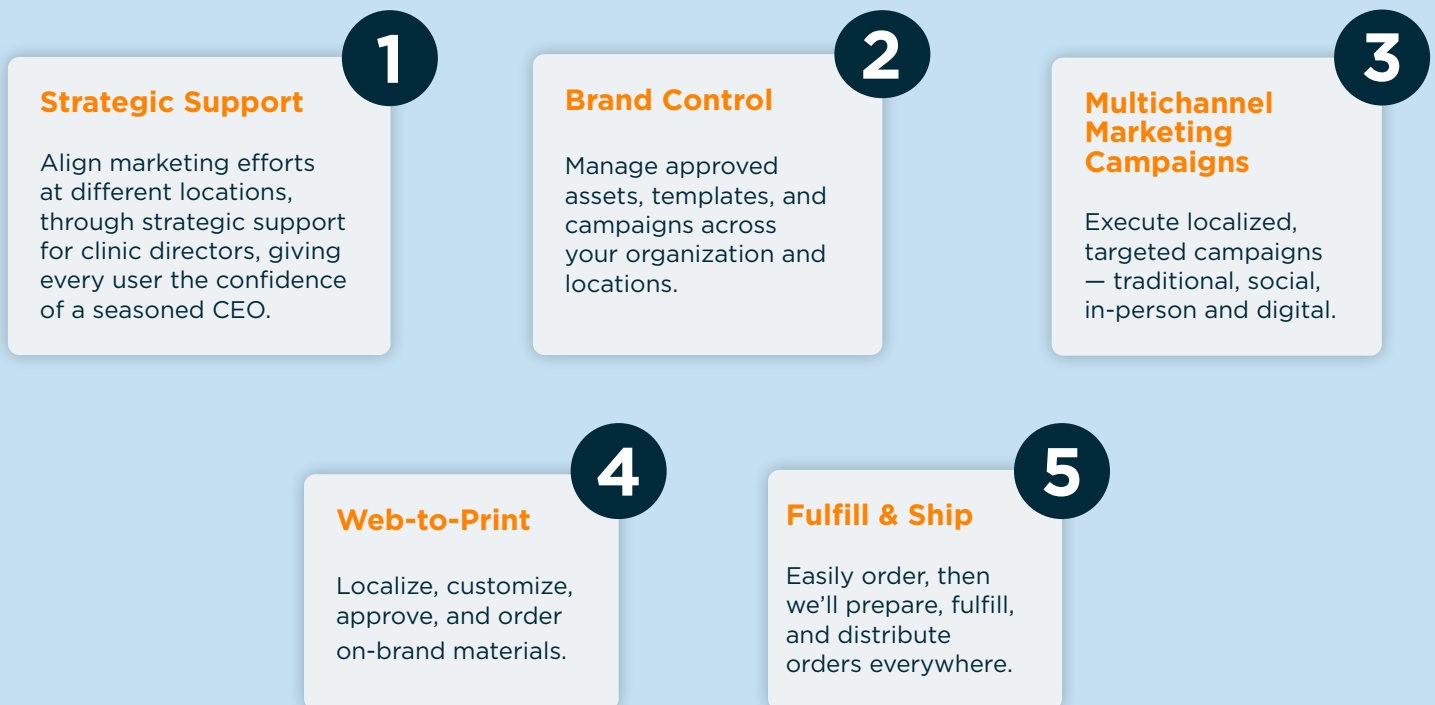 1
Strategic Support
Align marketing efforts
at different locations,
through strategic support
for clinic directors, giving
every user the confidence
of a seasoned CEO.
2
Brand Control
Manage approved
assets, templates, and
campaigns across
your organization and
locations.
3
Multichannel
Marketing
Campaigns
Execute localized,
targeted campaigns
— traditional, social,
in-person and digital.
4
Web-to-Print
Localize, customize,
approve, and order
on-brand materials.
5
Fulfill & Ship
Easily order, then
we’ll prepare, fulfill,
and distribute
orders everywhere.